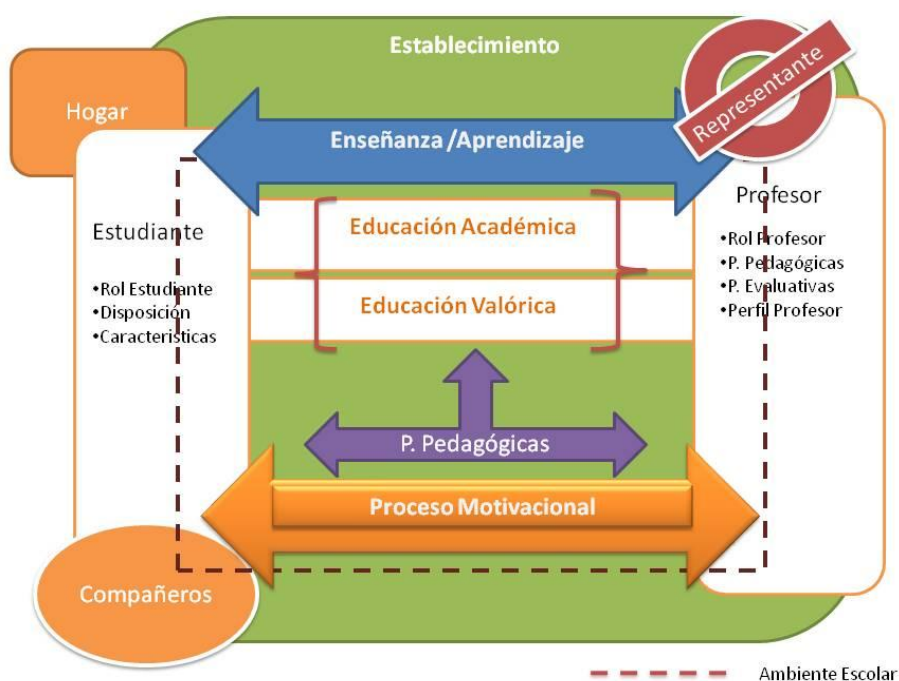 Establecimiento
Representante
Hogar
Enseñanza /Aprendizaje
Estudiante
•Rol Estudiante
•Disposición
•Características
Educación Académica
Educación Valórica
Profesor
•Rol Profesor
•P. Pedagógicas
•P. Evaluativas
•Perfil Profesor
P. Pedagógicas
Proceso Motivacional
Compañeros
Ambiente Escolar